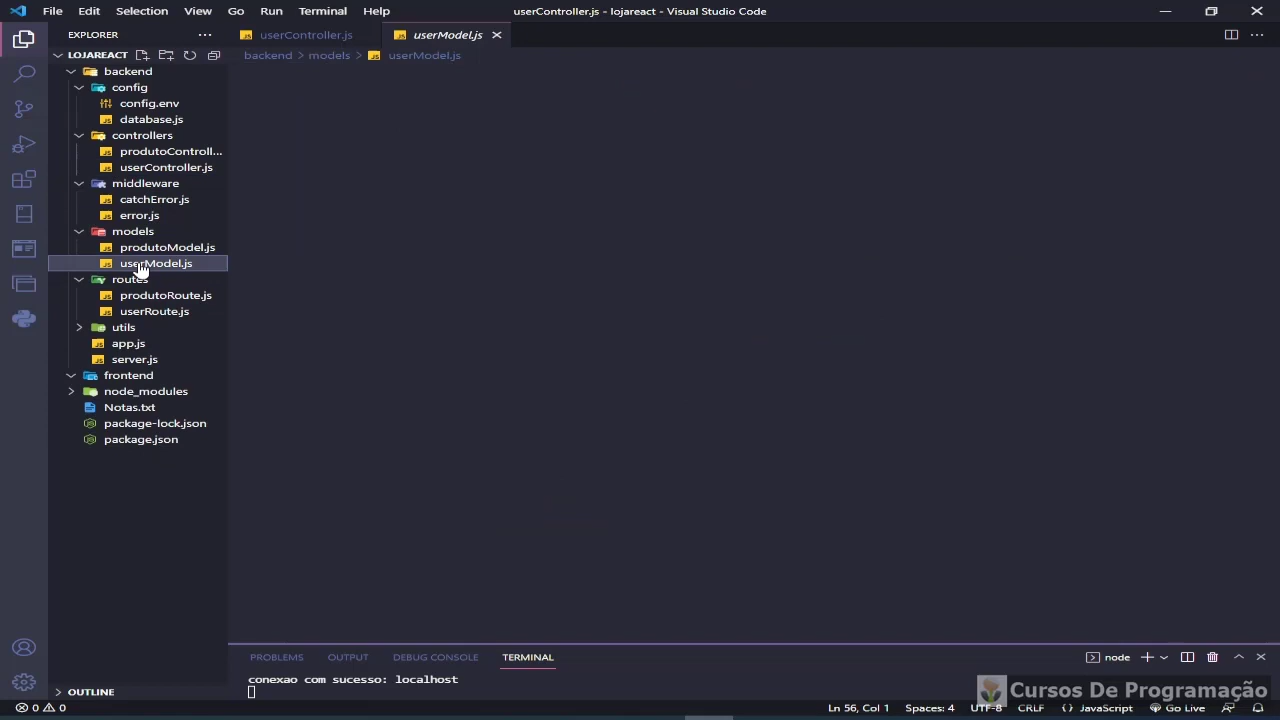 File Edit Selection View Go Run Terminal Help
userController.js - lojareact - Visual Studio Code
EXPLORER
userController.js
userModel.js
LOJAREACT
backend > models > userModel.js
backend
config
config.env
database.js
controllers
produtoControll...
userController.js
middleware
catchError.js
error.js
models
produtoModel.js
userModel.js
routes
produtoRoute.js
userRoute.js
utils
app.js
server.js
frontend
node_modules
Notas.txt
package-lock.json
package.json
OUTLINE
PROBLEMS OUTPUT DEBUG CONSOLE TERMINAL
node
conexao com sucesso: localhost
Cursos De Programação
0 0
Ln 56, Col 1 Spaces: 4 UTF-8 CRLF {} JavaScript Go Live